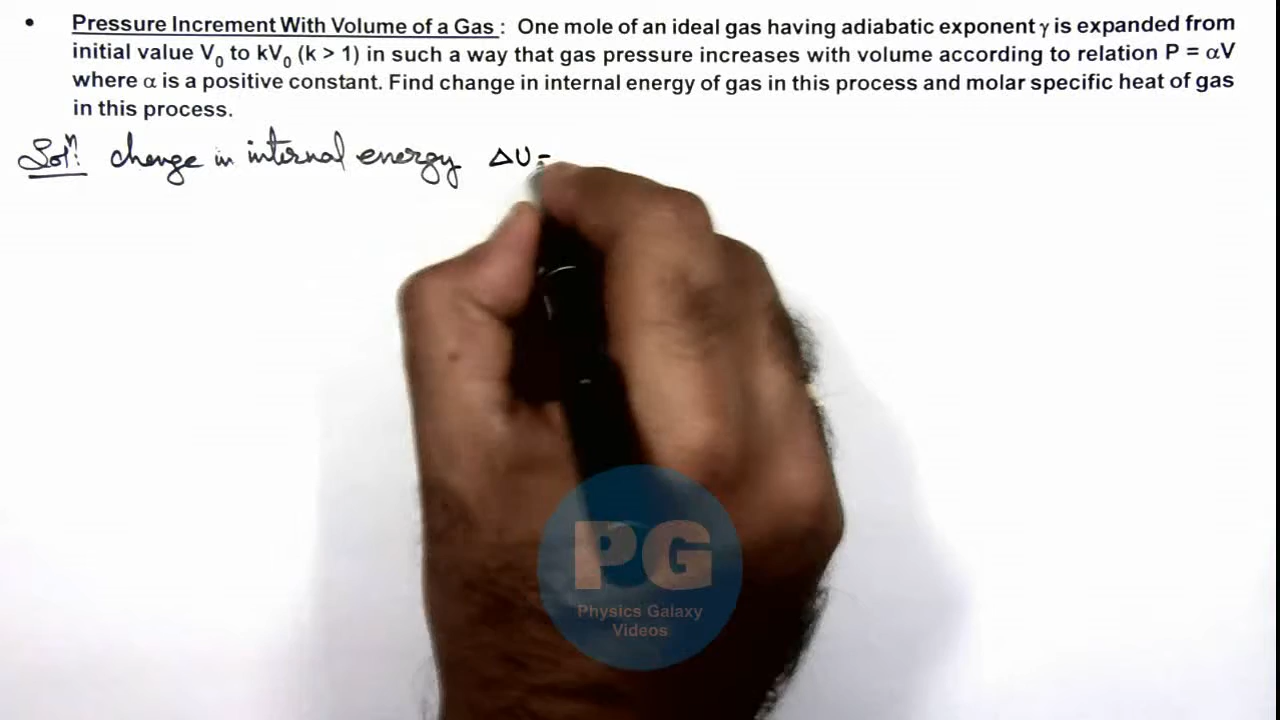 • Pressure Increment With Volume of a Gas : One mole of an ideal gas having adiabatic exponent γ is expanded from
initial value V₀ to kV₀ (k > 1) in such a way that gas pressure increases with volume according to relation P = αV
where α is a positive constant. Find change in internal energy of gas in this process and molar specific heat of gas
in this process.
Solⁿ: change in internal energy ΔU =
PG
Physics Galaxy
Videos